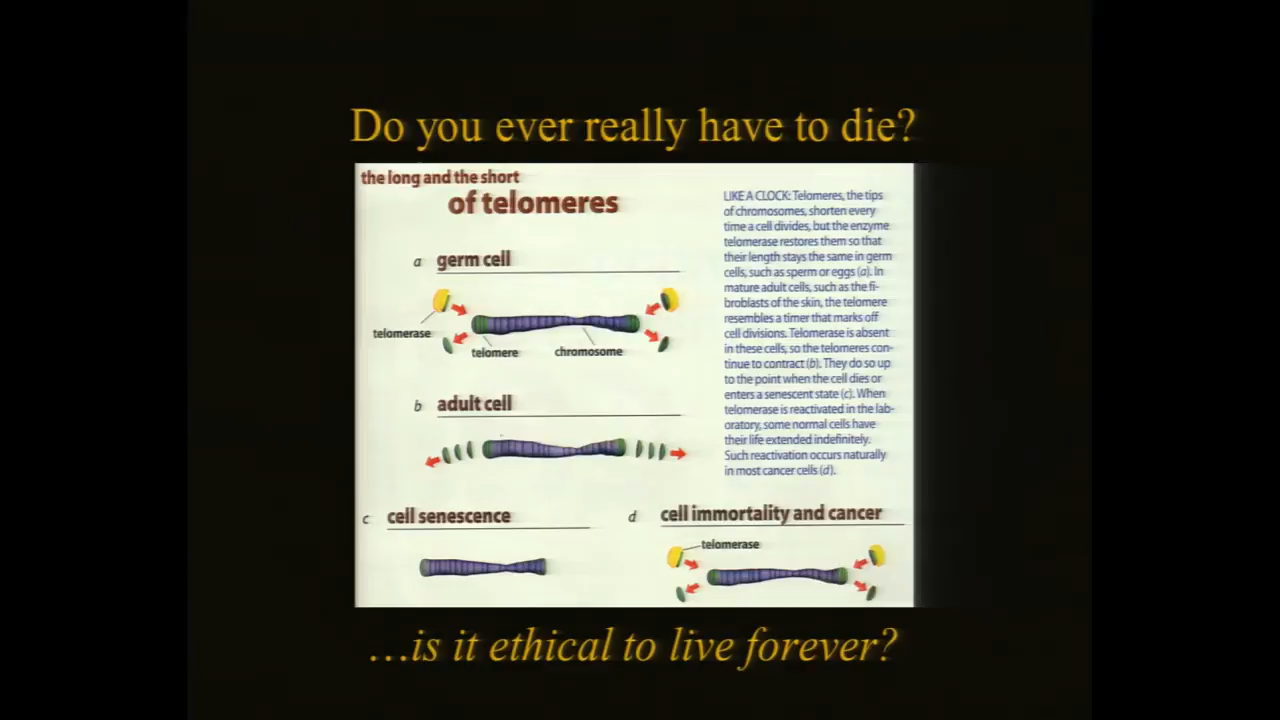 Do you ever really have to die?
the long and the short
of telomeres
a germ cell
telomerase
telomere
chromosome
b adult cell
c cell senescence
d cell immortality and cancer
telomerase
LIKE A CLOCK: Telomeres, the tips
of chromosomes, shorten every
time a cell divides, but the enzyme
telomerase restores them so that
their length stays the same in germ
cells, such as sperm or eggs (a). In
mature adult cells, such as the fi-
broblasts of the skin, the telomere
resembles a timer that marks off
cell divisions. Telomerase is absent
in these cells, so the telomeres con-
tinue to contract (b). They do so up
to the point when the cell dies or
enters a senescent state (c). When
telomerase is reactivated in the lab-
oratory, some normal cells have
their life extended indefinitely.
Such reactivation occurs naturally
in most cancer cells (d).
...is it ethical to live forever?